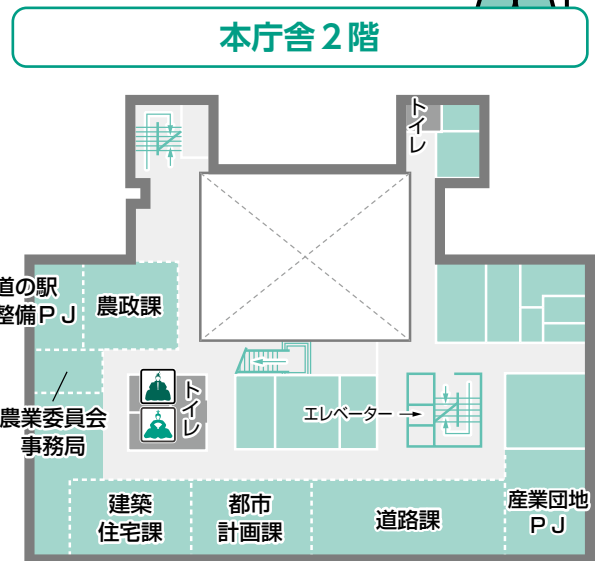 本庁舎２階
トイレ
道の駅
整備ＰＪ
農政課
農業委員会
事務局
トイレ
エレベーター
建築
住宅課
都市
計画課
道路課
産業団地
ＰＪ